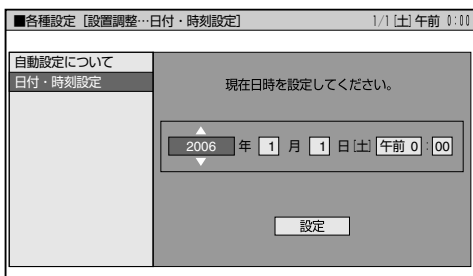 ■各種設定［設置調整…日付・時刻設定］ 1/1[土]午前 0:00
自動設定について
日付・時刻設定
現在日時を設定してください。
2006 年 1 月 1 日[土] 午前 0 : 00
設定